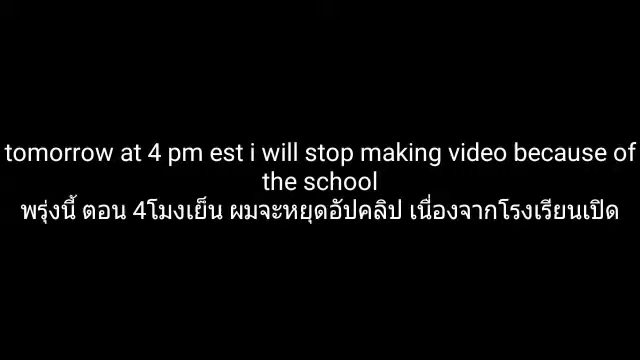 tomorrow at 4 pm est i will stop making video because of
the school
พรุ่งนี้ ตอน 4โมงเย็น ผมจะหยุดอัปคลิป เนื่องจากโรงเรียนเปิด